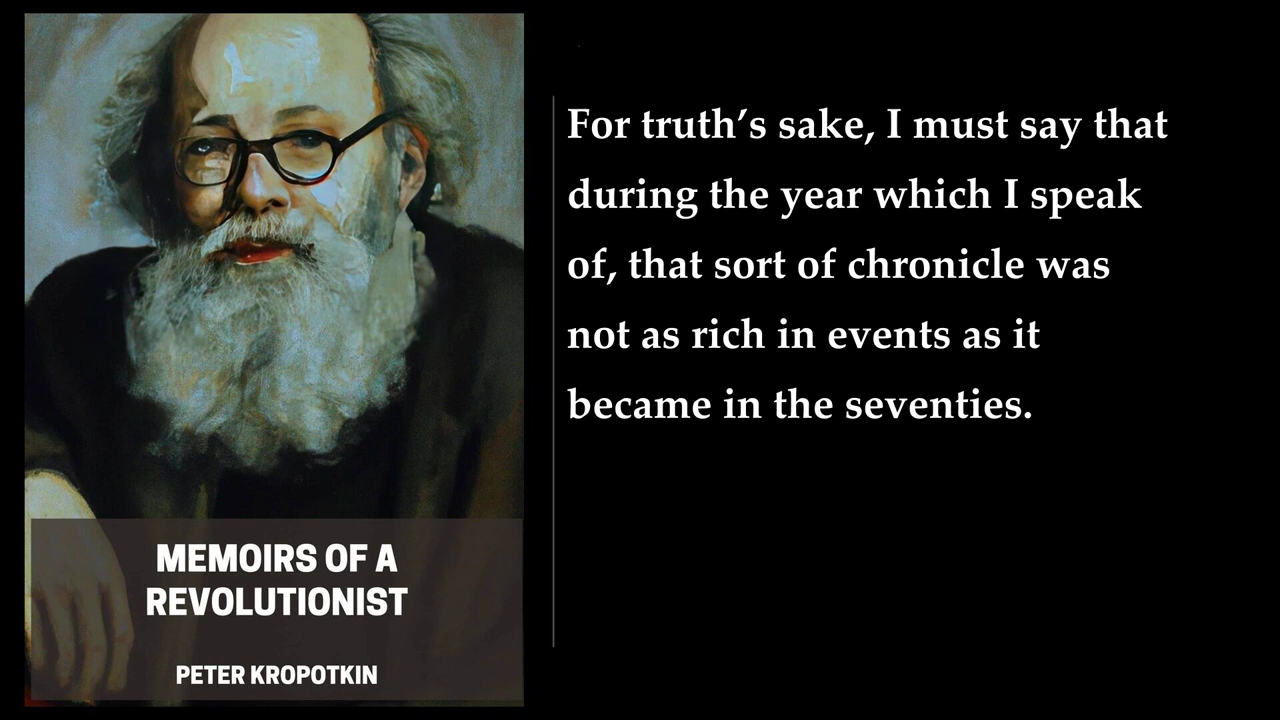 For truth’s sake, I must say that
during the year which I speak
of, that sort of chronicle was
not as rich in events as it
became in the seventies.
MEMOIRS OF A
REVOLUTIONIST
PETER KROPOTKIN